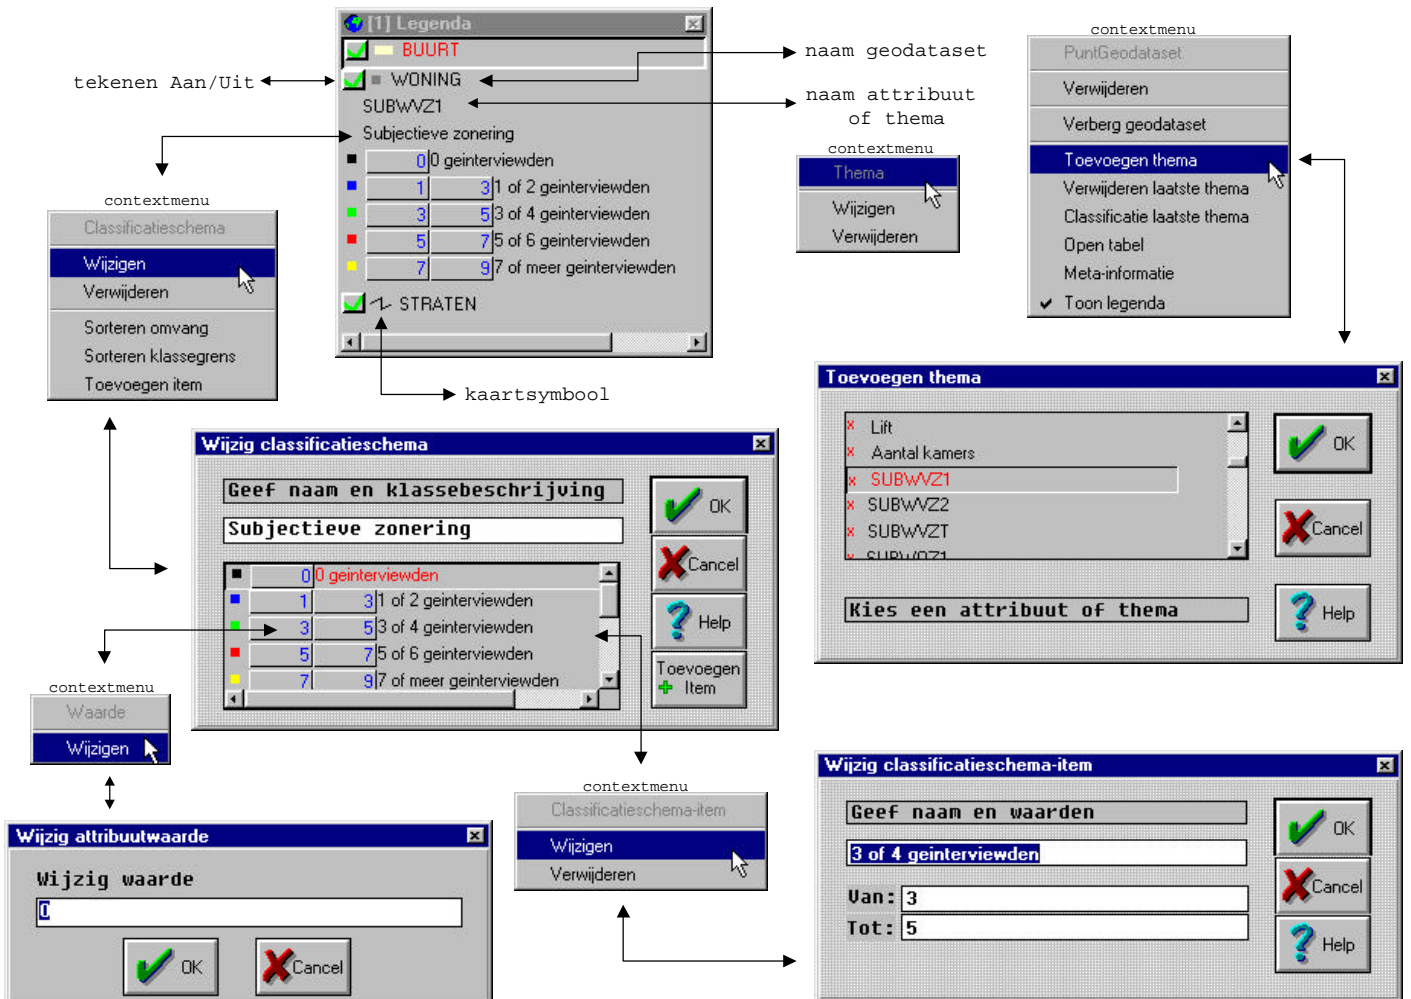 [1] Legenda
BUURT
WONING
SUBWVZ1
Subjectieve zonering
0 0 geinterviewden
1 3 1 of 2 geinterviewden
3 5 3 of 4 geinterviewden
5 7 5 of 6 geinterviewden
7 9 7 of meer geinterviewden
STRATEN
tekenen Aan/Uit
naam geodataset
naam attribuut
of thema
kaartsymbool
contextmenu
Thema
Wijzigen
Verwijderen
contextmenu
PuntGeodataset
Verwijderen
Verberg geodataset
Toevoegen thema
Verwijderen laatste thema
Classificatie laatste thema
Open tabel
Meta-informatie
Toon legenda
contextmenu
Classificatieschema
Wijzigen
Verwijderen
Sorteren omvang
Sorteren klassegrens
Toevoegen item
Wijzig classificatieschema
Geef naam en klassebeschrijving
Subjectieve zonering
0 0 geinterviewden
1 3 1 of 2 geinterviewden
3 5 3 of 4 geinterviewden
5 7 5 of 6 geinterviewden
7 9 7 of meer geinterviewden
OK
Cancel
Help
Toevoegen
Item
Toevoegen thema
Lift
Aantal kamers
SUBWVZ1
SUBWVZ2
SUBWVZT
Kies een attribuut of thema
OK
Cancel
Help
contextmenu
Waarde
Wijzigen
Wijzig attribuutwaarde
Wijzig waarde
0
OK
Cancel
contextmenu
Classificatieschema-item
Wijzigen
Verwijderen
Wijzig classificatieschema-item
Geef naam en waarden
3 of 4 geinterviewden
Van: 3
Tot: 5
OK
Cancel
Help